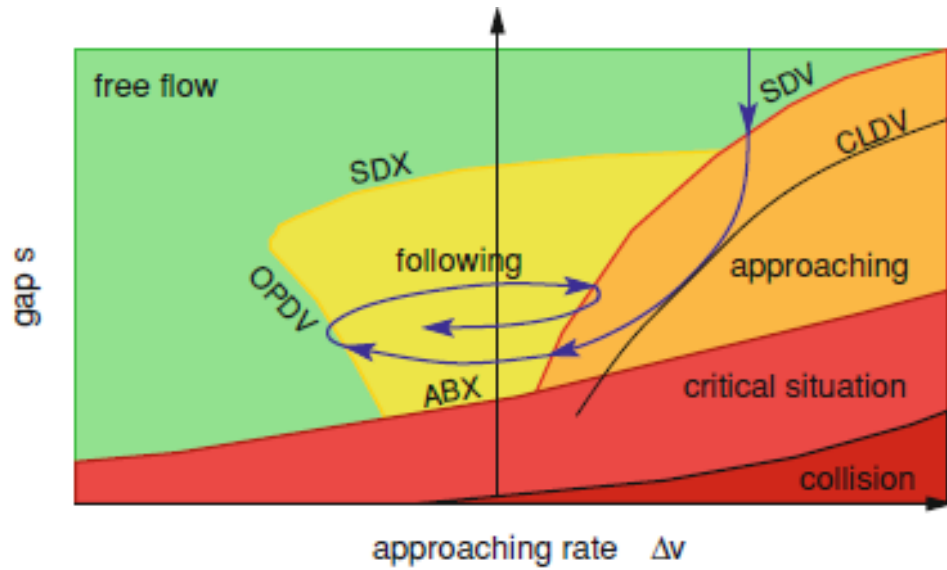 free flow
SDV
CLDV
SDX
following
approaching
OPDV
ABX
critical situation
collision
gap s
approaching rate Δv